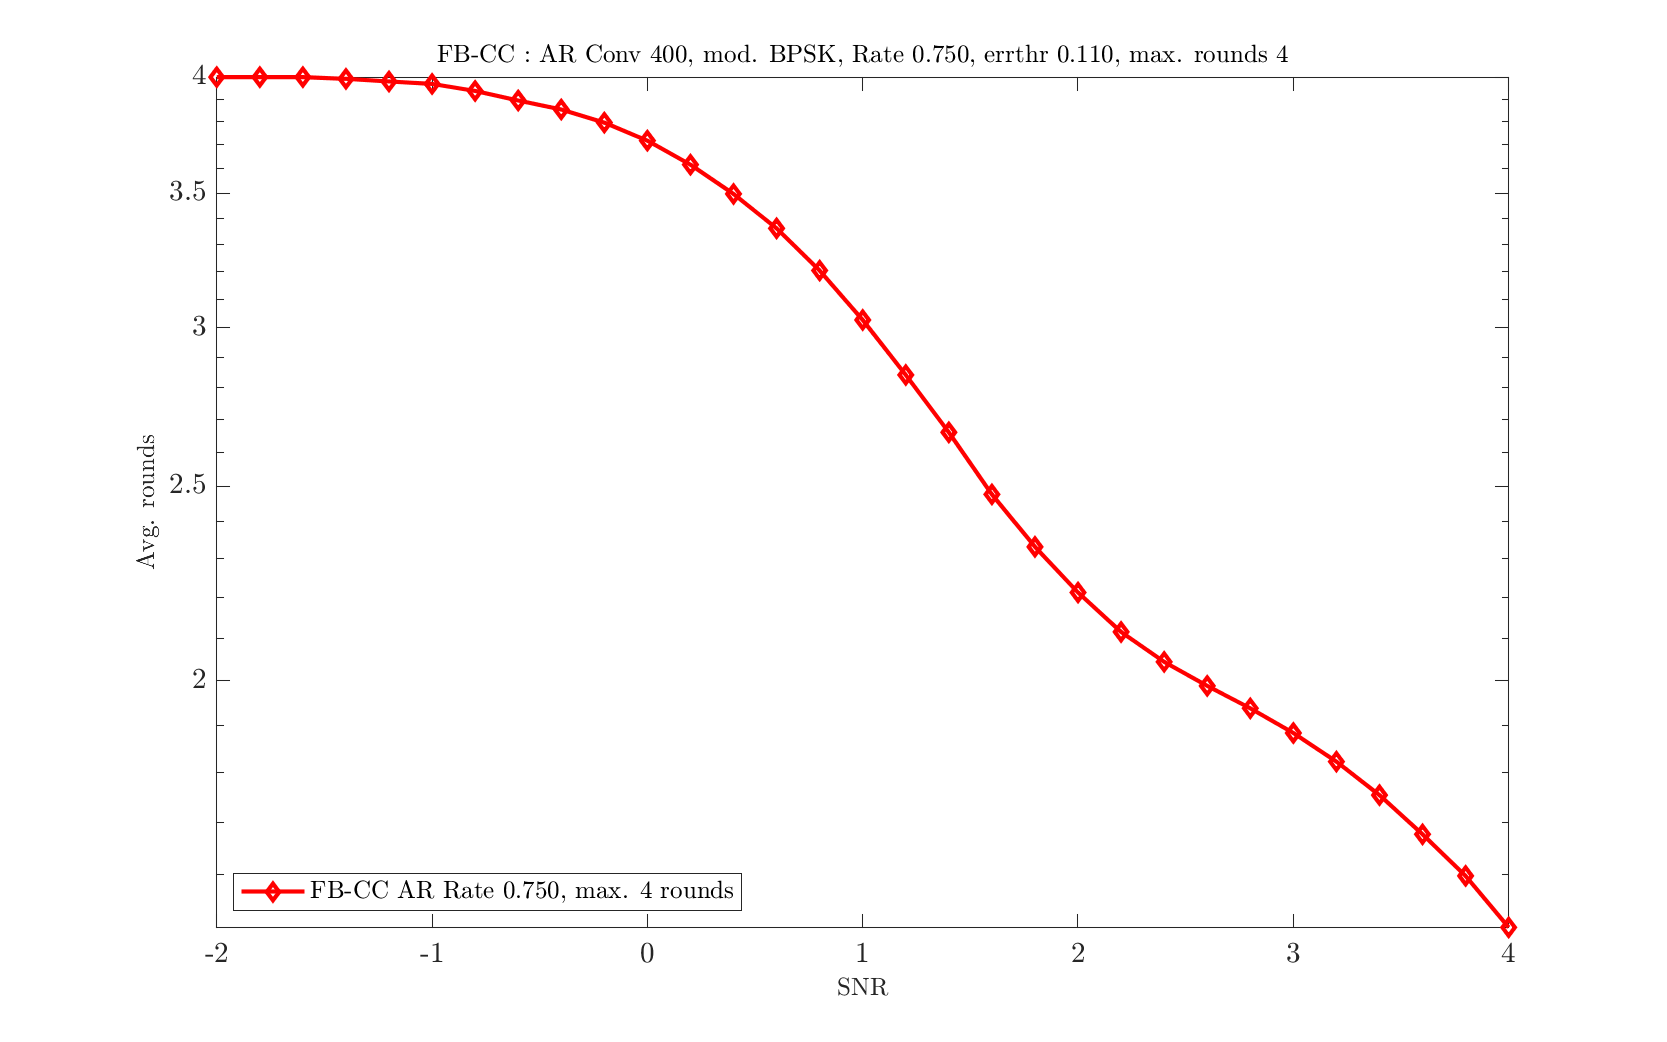 FB-CC : AR Conv 400, mod. BPSK, Rate 0.750, errthr 0.110, max. rounds 4
4
3.5
3
2.5
2
Avg. rounds
FB-CC AR Rate 0.750, max. 4 rounds
-2 -1 0 1 2 3 4
SNR